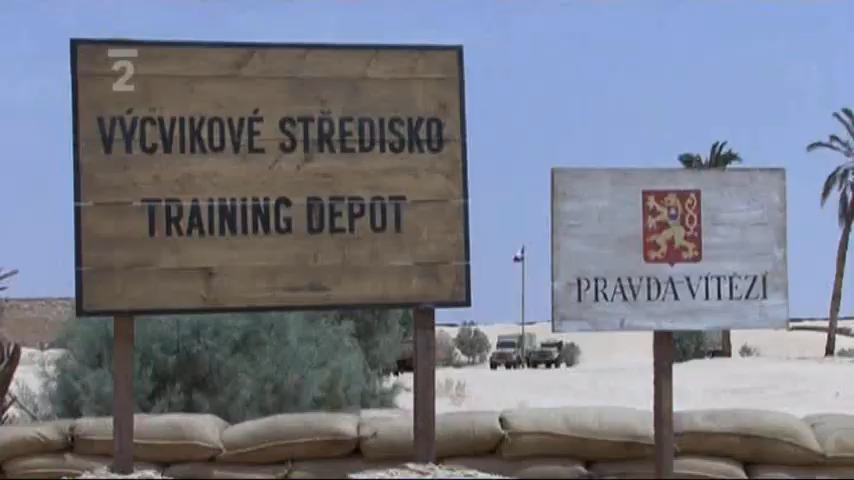 2
VÝCVIKOVÉ STŘEDISKO
TRAINING DEPOT
PRAVDA VÍTĚZÍ